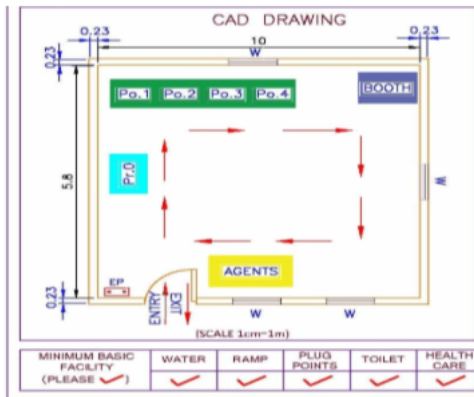 CAD DRAWING
0,23
10
0,23
W
0,23
Po.1 Po.2 Po.3 Po.4
BOOTH
5.8
Pr.0
W
AGENTS
EP
ENTRY
EXIT
0,23
W
W
(SCALE 1cm-1m)
MINIMUM BASIC
FACILITY
(PLEASE ✓)
WATER
RAMP
PLUG
POINTS
TOILET
HEALTH
CARE